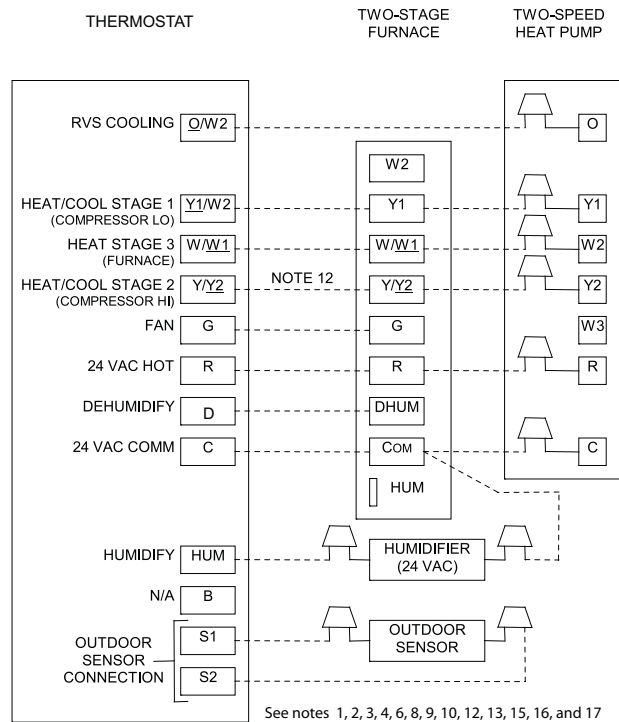 THERMOSTAT
TWO-STAGE
FURNACE
TWO-SPEED
HEAT PUMP
RVS COOLING O/W2 O
W2
HEAT/COOL STAGE 1 Y1/W2 Y1 Y1
(COMPRESSOR LO)
HEAT STAGE 3 W/W1 W/W1 W2
(FURNACE)
NOTE 12
HEAT/COOL STAGE 2 Y/Y2 Y/Y2 Y2
(COMPRESSOR HI)
FAN G G W3
24 VAC HOT R R R
DEHUMIDIFY D DHUM
24 VAC COMM C COM C
HUM
HUMIDIFY HUM HUMIDIFIER
(24 VAC)
N/A B
S1 OUTDOOR
SENSOR
OUTDOOR
SENSOR
CONNECTION
S2
See notes 1, 2, 3, 4, 6, 8, 9, 10, 12, 13, 15, 16, and 17